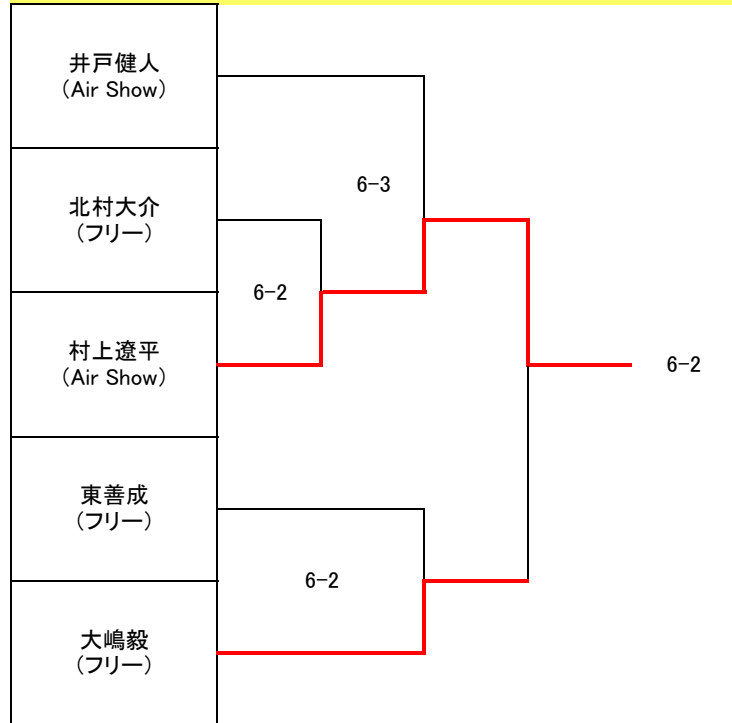 井戸健人
（Air Show）
6-3
北村大介
（フリー）
6-2
村上遼平
（Air Show）
6-2
東善成
（フリー）
6-2
大嶋毅
（フリー）